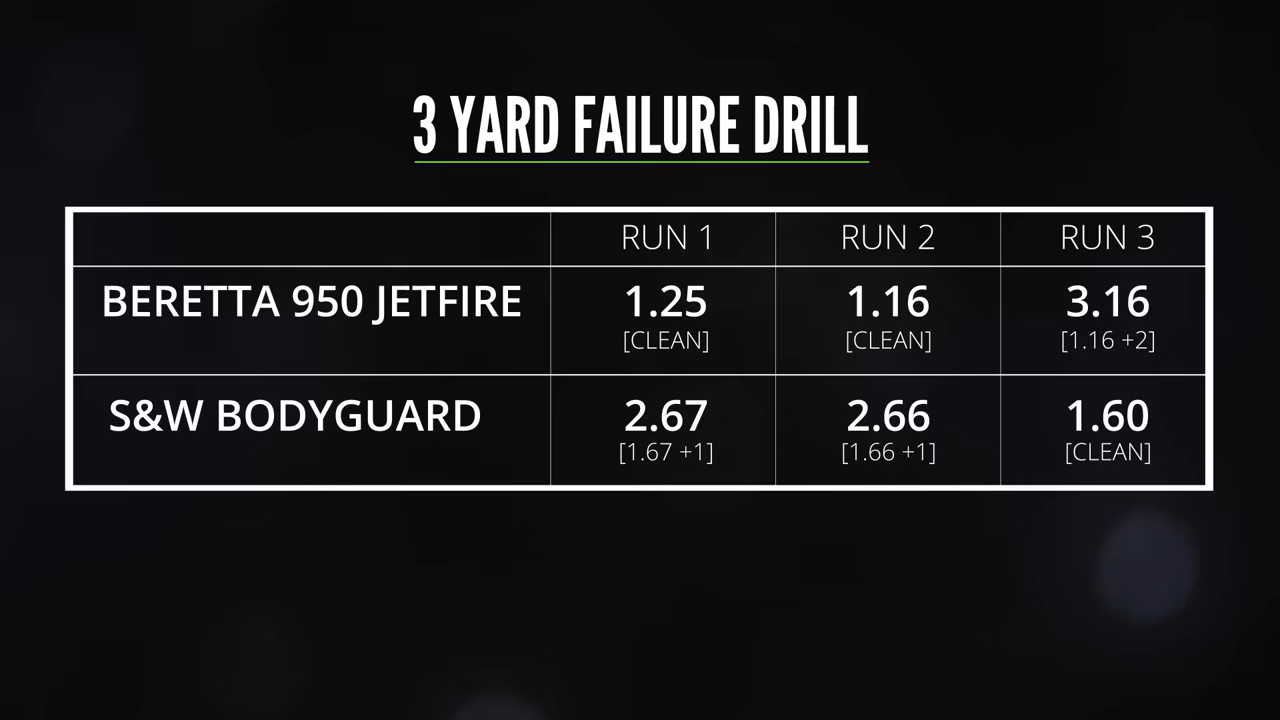 3 YARD FAILURE DRILL
RUN 1 RUN 2 RUN 3
BERETTA 950 JETFIRE 1.25 1.16 3.16
[CLEAN] [CLEAN] [1.16 +2]
S&W BODYGUARD 2.67 2.66 1.60
[1.67 +1] [1.66 +1] [CLEAN]